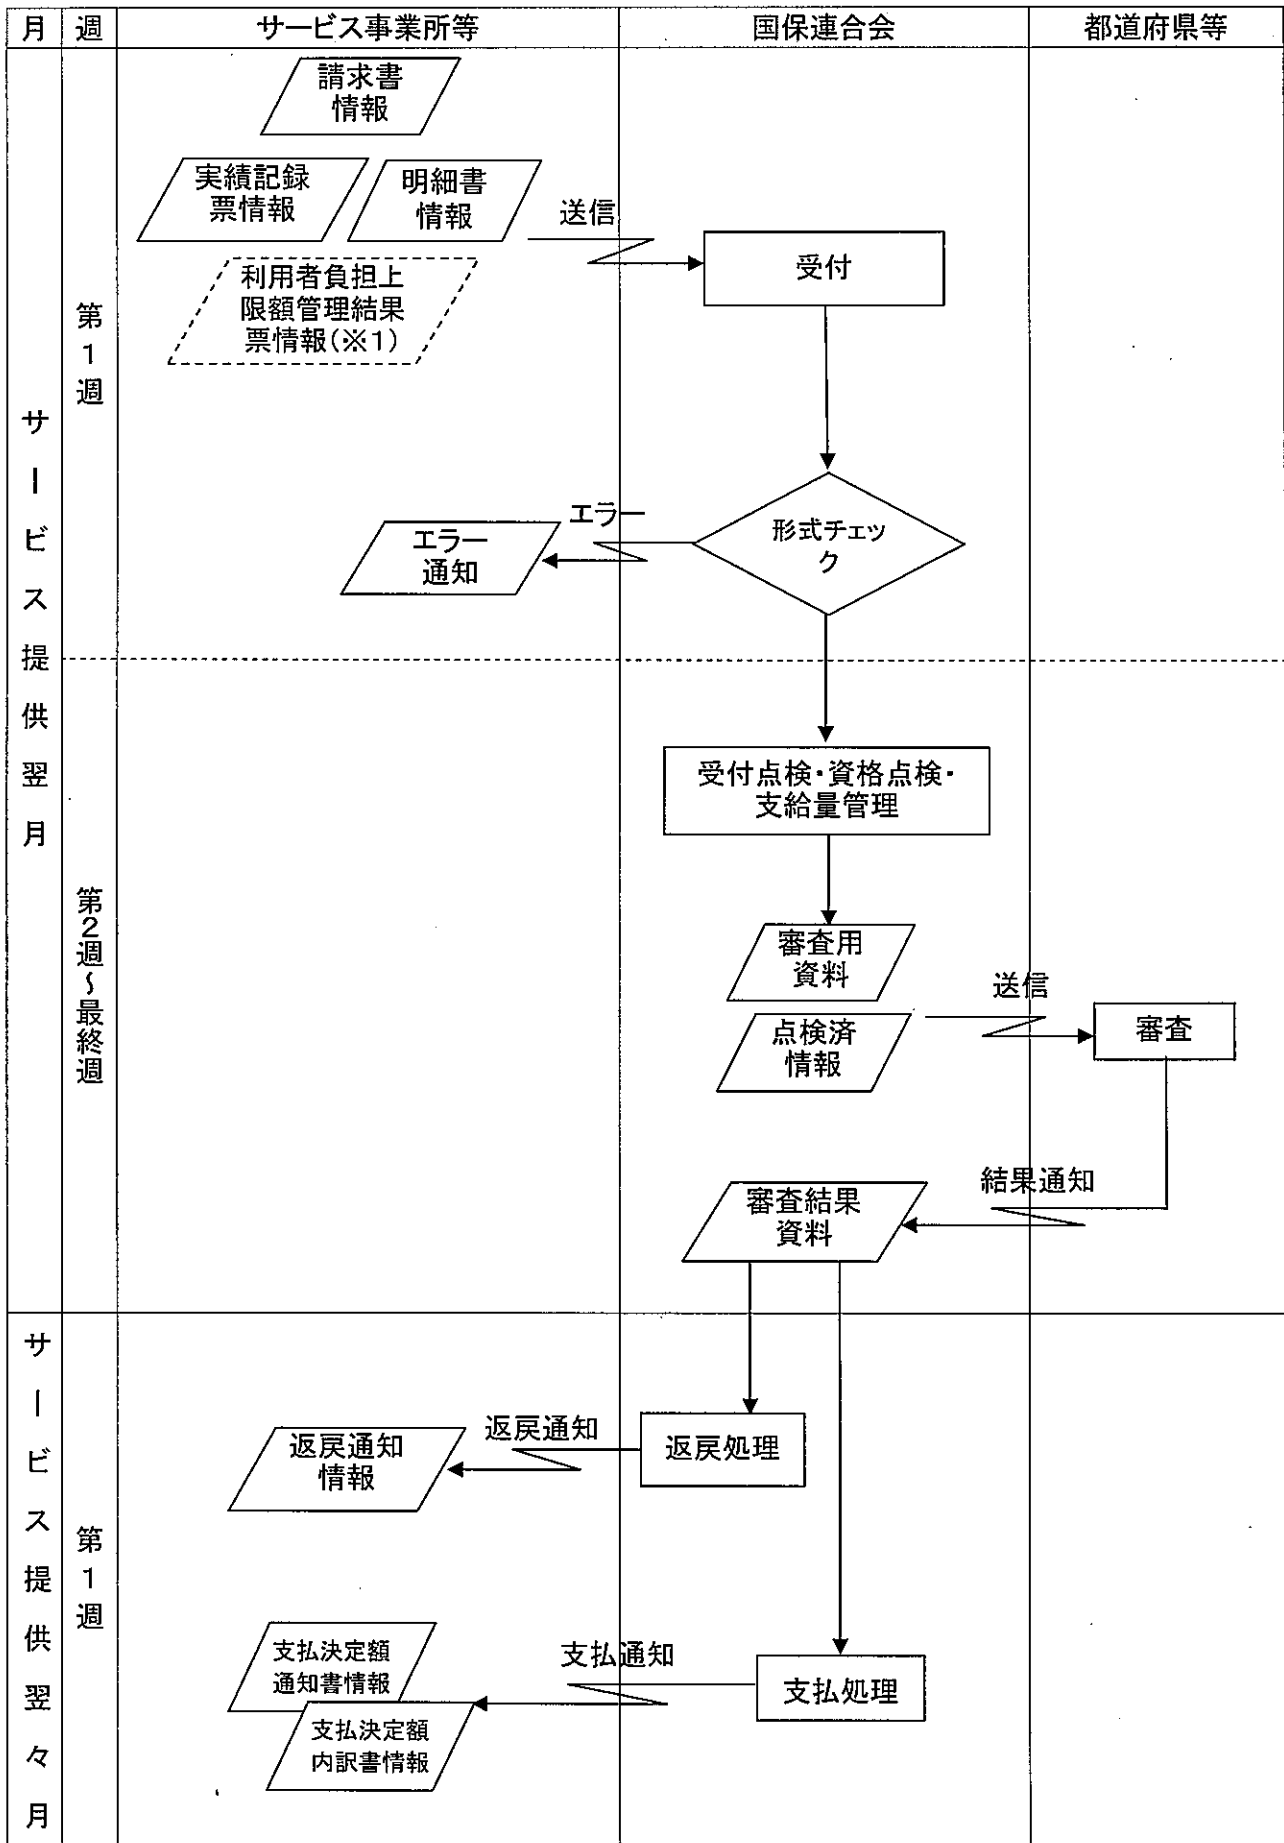 月
週
サービス事業所等
国保連合会
都道府県等
サービス提供翌月
第1週
請求書
情報
実績記録
票情報
明細書
情報
利用者負担上
限額管理結果
票情報(※1)
送信
受付
エラー
形式チェッ
ク
エラー
通知
第2週~最終週
受付点検・資格点検・
支給量管理
審査用
資料
点検済
情報
送信
審査
結果通知
審査結果
資料
サービス提供翌々月
第1週
返戻処理
返戻通知
返戻通知
情報
支払処理
支払通知
支払決定額
通知書情報
支払決定額
内訳書情報